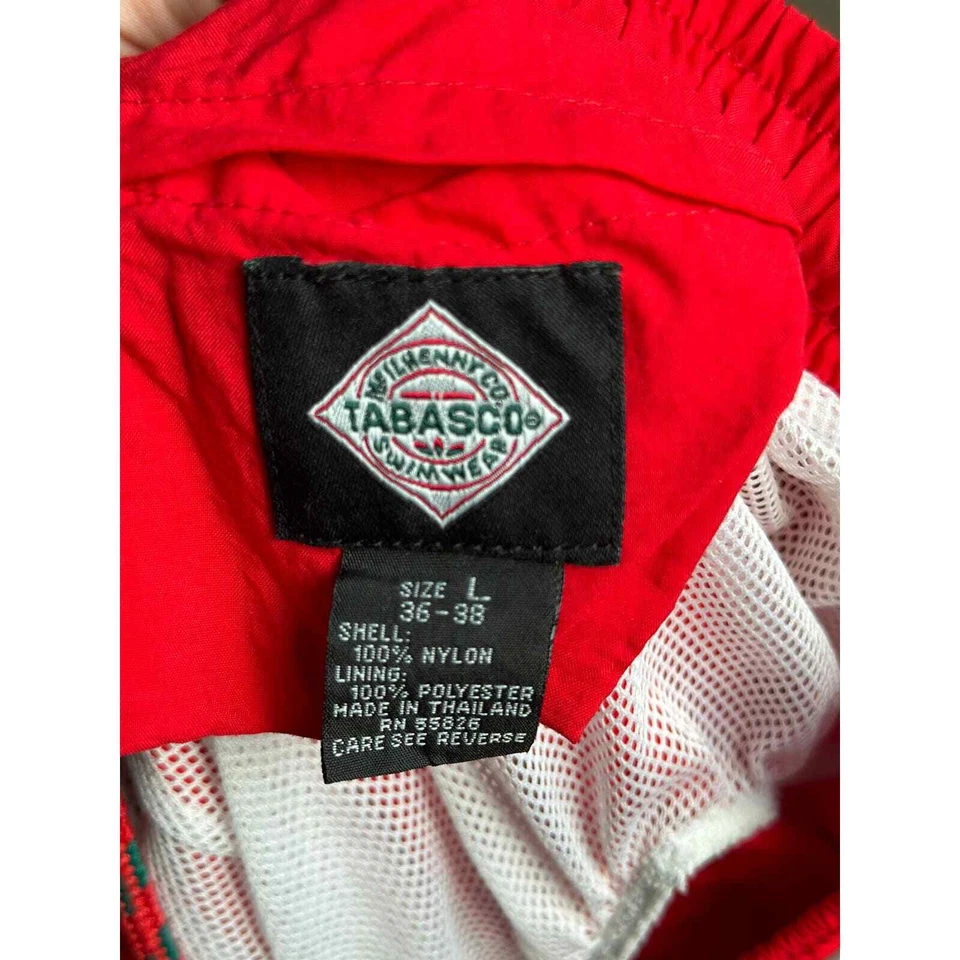 McILHENNY CO.
TABASCO®
SWIMWEAR
SIZE L
36-38
SHELL:
100% NYLON
LINING:
100% POLYESTER
MADE IN THAILAND
RN 55826
CARE SEE REVERSE